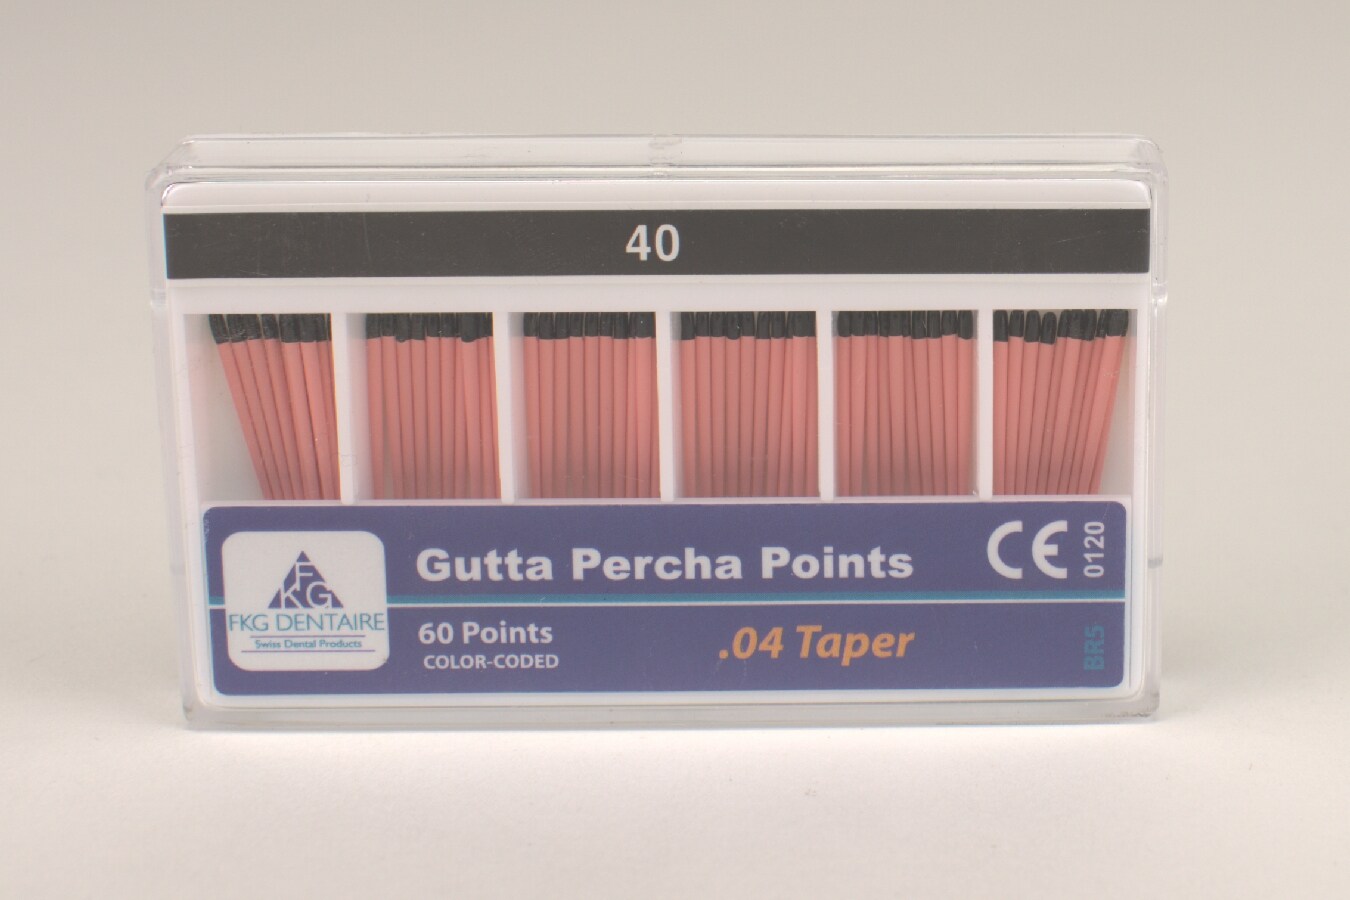 40
Gutta Percha Points
CE 0120
FKG
FKG DENTAIRE
Swiss Dental Products
60 Points
COLOR-CODED
.04 Taper
BR5